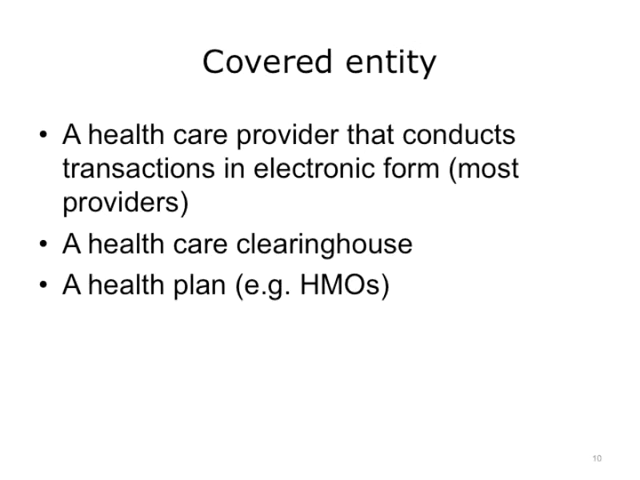 Covered entity
• A health care provider that conducts
transactions in electronic form (most
providers)
• A health care clearinghouse
• A health plan (e.g. HMOs)
10